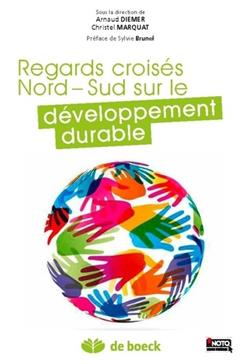 Sous la direction de
Arnaud DIEMER
Christel MARQUAT
Préface de Sylvie Brunel
Regards croisés
Nord – Sud sur le
développement
durable
de boeck
NOTO